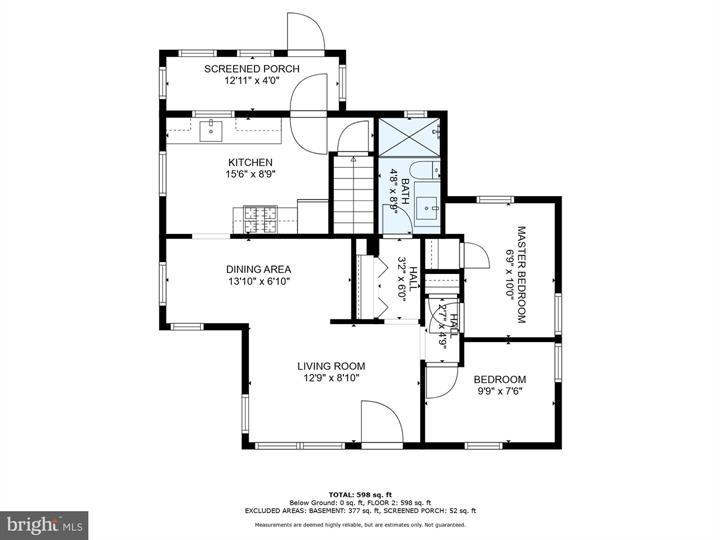 SCREENED PORCH
12'11" x 4'0"
KITCHEN
15'6" x 8'9"
BATH
4'8" x 8'9"
MASTER BEDROOM
6'9" x 10'0"
DINING AREA
13'10" x 6'10"
HALL
3'2" x 6'0"
HALL
2'7" x 4'9"
LIVING ROOM
12'9" x 8'10"
BEDROOM
9'9" x 7'6"
TOTAL: 598 sq. ft
Below Ground: 0 sq. ft, FLOOR 2: 598 sq. ft
EXCLUDED AREAS: BASEMENT: 377 sq. ft, SCREENED PORCH: 52 sq. ft
Measurements are deemed highly reliable, but are estimates only. Not guaranteed.
bright MLS